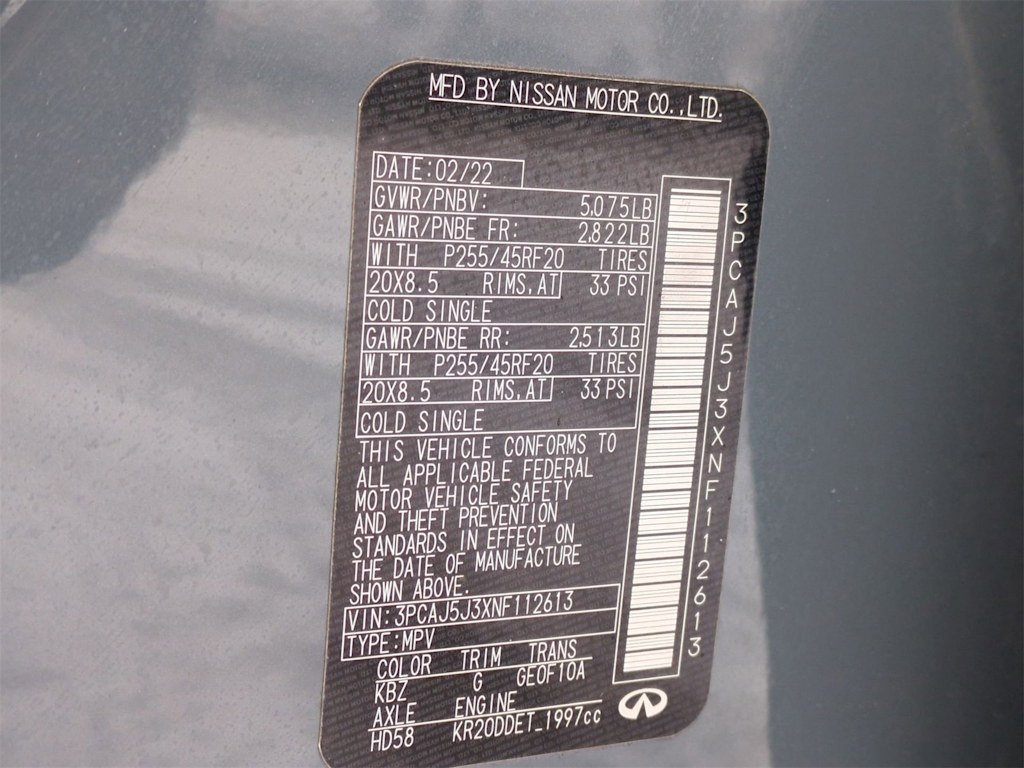 MFD BY NISSAN MOTOR CO.,LTD.
DATE:02/22
GVWR/PNBV: 5.075LB
GAWR/PNBE FR: 2.822LB
WITH P255/45RF20 TIRES
20X8.5 RIMS.AT 33 PSI
COLD SINGLE
GAWR/PNBE RR: 2.513LB
WITH P255/45RF20 TIRES
20X8.5 RIMS.AT 33 PSI
COLD SINGLE
THIS VEHICLE CONFORMS TO
ALL APPLICABLE FEDERAL
MOTOR VEHICLE SAFETY
AND THEFT PREVENTION
STANDARDS IN EFFECT ON
THE DATE OF MANUFACTURE
SHOWN ABOVE.
VIN:3PCAJ5J3XNF112613
TYPE:MPV
COLOR TRIM TRANS
KBZ G GEOF10A
AXLE ENGINE
HD58 KR20DDET_1997cc
3PCAJ5J3XNF112613